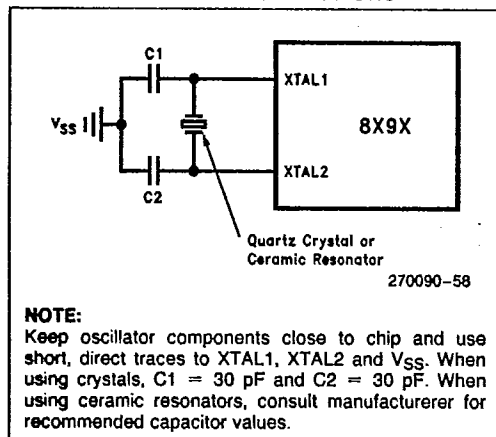 C1
XTAL1
VSS
8X9X
XTAL2
C2
Quartz Crystal or
Ceramic Resonator
270090-58
NOTE:
Keep oscillator components close to chip and use
short, direct traces to XTAL1, XTAL2 and VSS. When
using crystals, C1 = 30 pF and C2 = 30 pF. When
using ceramic resonators, consult manufacturerer for
recommended capacitor values.